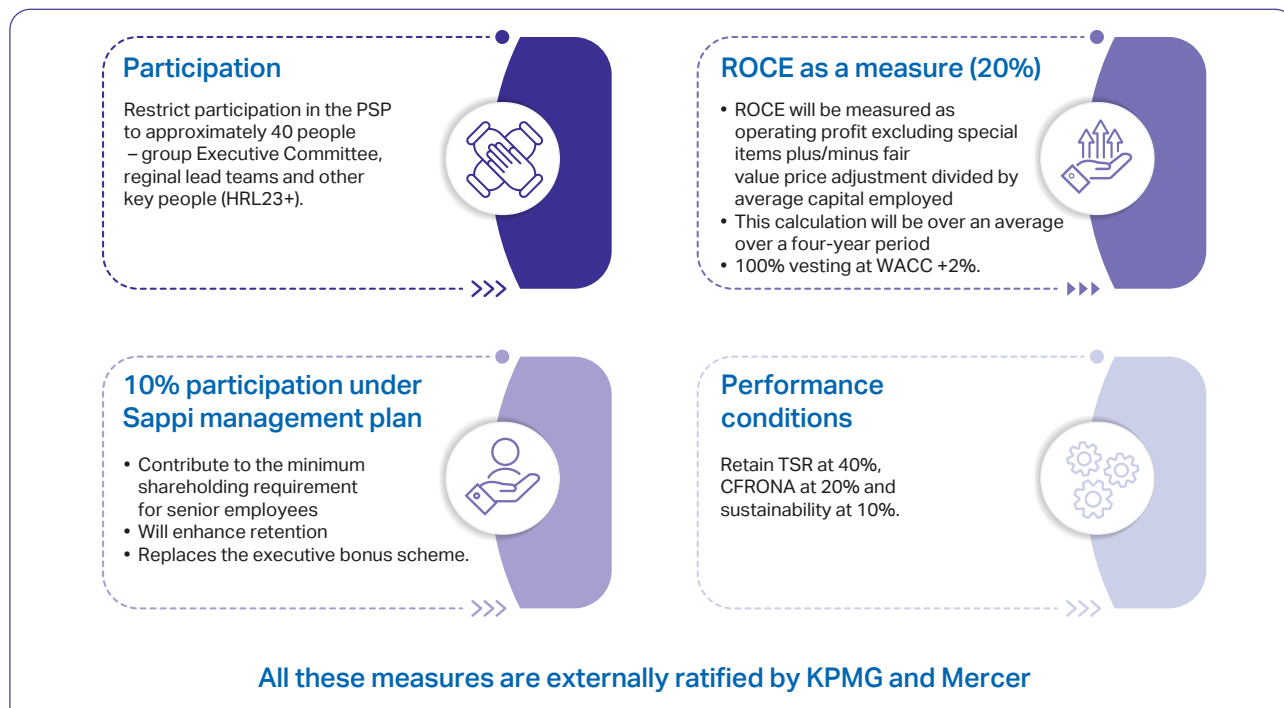 Participation
Restrict participation in the PSP
to approximately 40 people
– group Executive Committee,
reginal lead teams and other
key people (HRL23+).
ROCE as a measure (20%)
• ROCE will be measured as
operating profit excluding special
items plus/minus fair
value price adjustment divided by
average capital employed
• This calculation will be over an average
over a four-year period
• 100% vesting at WACC +2%.
10% participation under
Sappi management plan
• Contribute to the minimum
shareholding requirement
for senior employees
• Will enhance retention
• Replaces the executive bonus scheme.
Performance
conditions
Retain TSR at 40%,
CFRONA at 20% and
sustainability at 10%.
All these measures are externally ratified by KPMG and Mercer